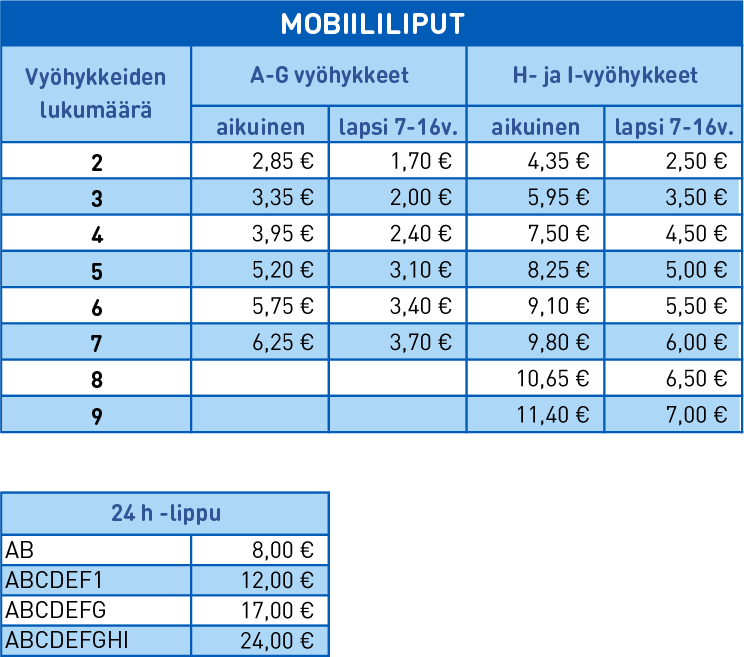 MOBIILILIPUT
Vyöhykkeiden lukumäärä A-G vyöhykkeet H- ja I-vyöhykkeet
aikuinen lapsi 7-16v. aikuinen lapsi 7-16v.
2 2,85 € 1,70 € 4,35 € 2,50 €
3 3,35 € 2,00 € 5,95 € 3,50 €
4 3,95 € 2,40 € 7,50 € 4,50 €
5 5,20 € 3,10 € 8,25 € 5,00 €
6 5,75 € 3,40 € 9,10 € 5,50 €
7 6,25 € 3,70 € 9,80 € 6,00 €
8 10,65 € 6,50 €
9 11,40 € 7,00 €
24 h -lippu
AB 8,00 €
ABCDEF1 12,00 €
ABCDEFG 17,00 €
ABCDEFGHI 24,00 €